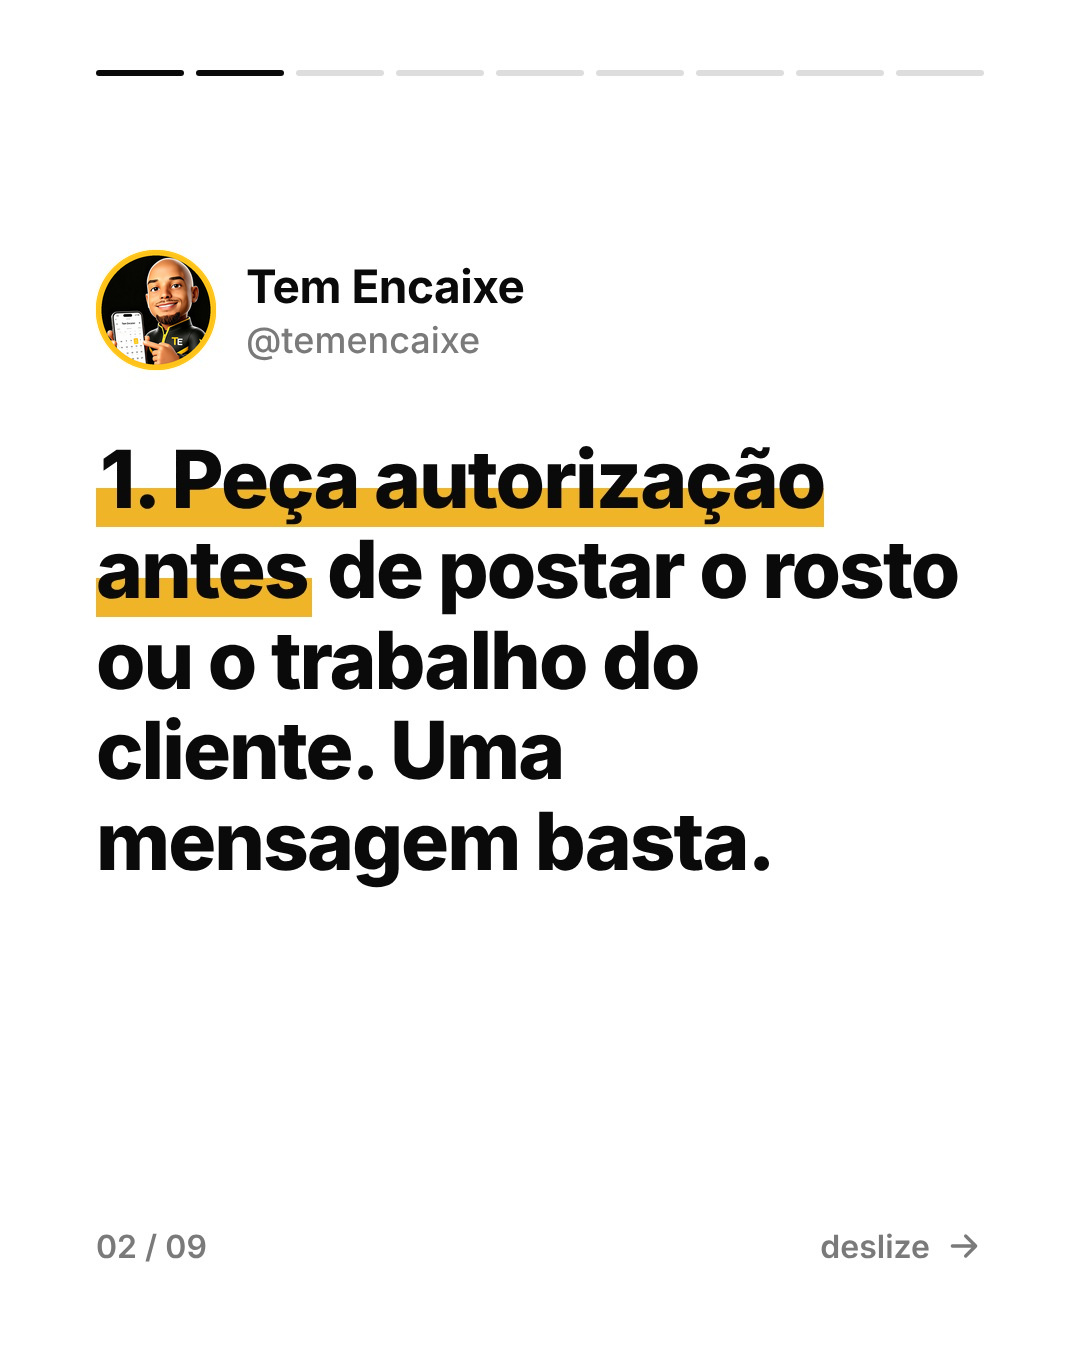 Tem Encaixe
@temencaixe
1. Peça autorização
antes de postar o rosto
ou o trabalho do
cliente. Uma
mensagem basta.
02 / 09
deslize →